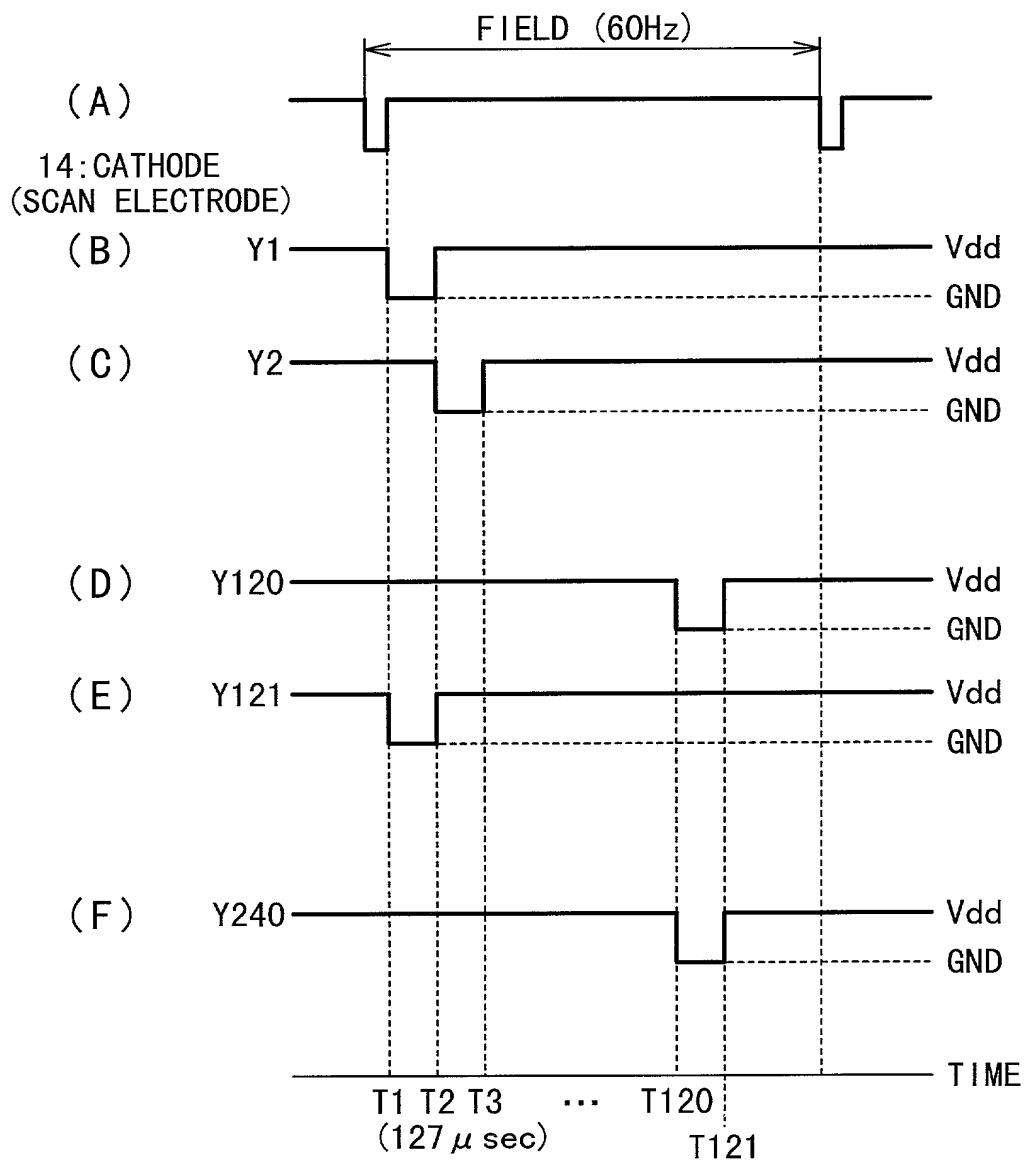 FIELD (60Hz)
(A)
14:CATHODE
(SCAN ELECTRODE)
(B) Y1 Vdd
GND
(C) Y2 Vdd
GND
(D) Y120 Vdd
GND
(E) Y121 Vdd
GND
(F) Y240 Vdd
GND
TIME
T1 T2 T3 ... T120
(127 μ sec)
T121